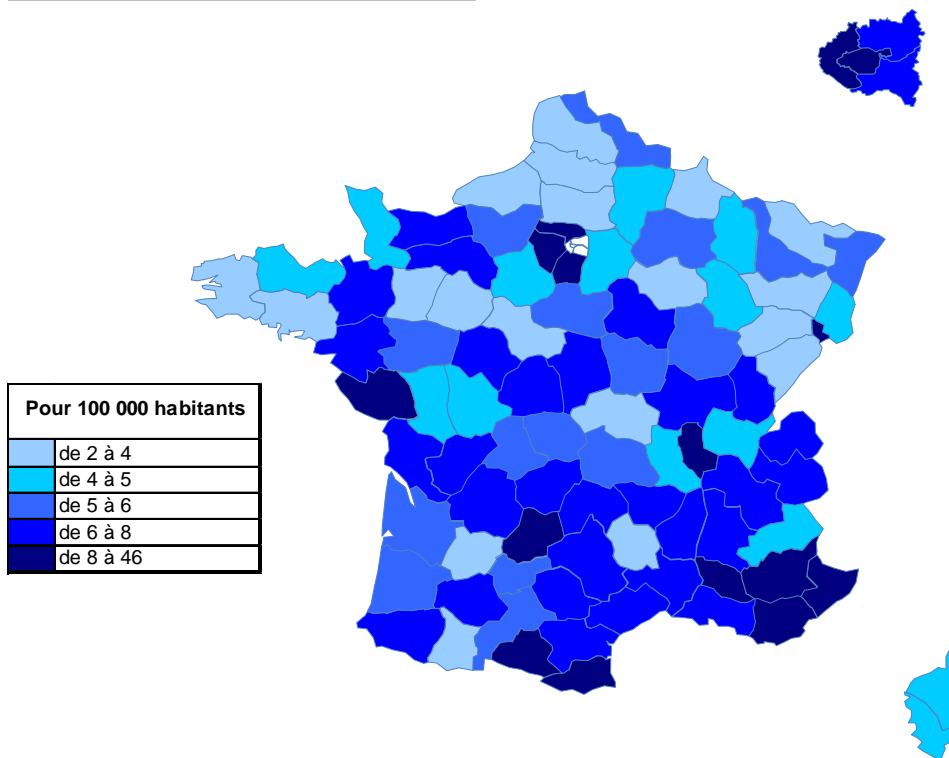 Pour 100 000 habitants
de 2 à 4
de 4 à 5
de 5 à 6
de 6 à 8
de 8 à 46